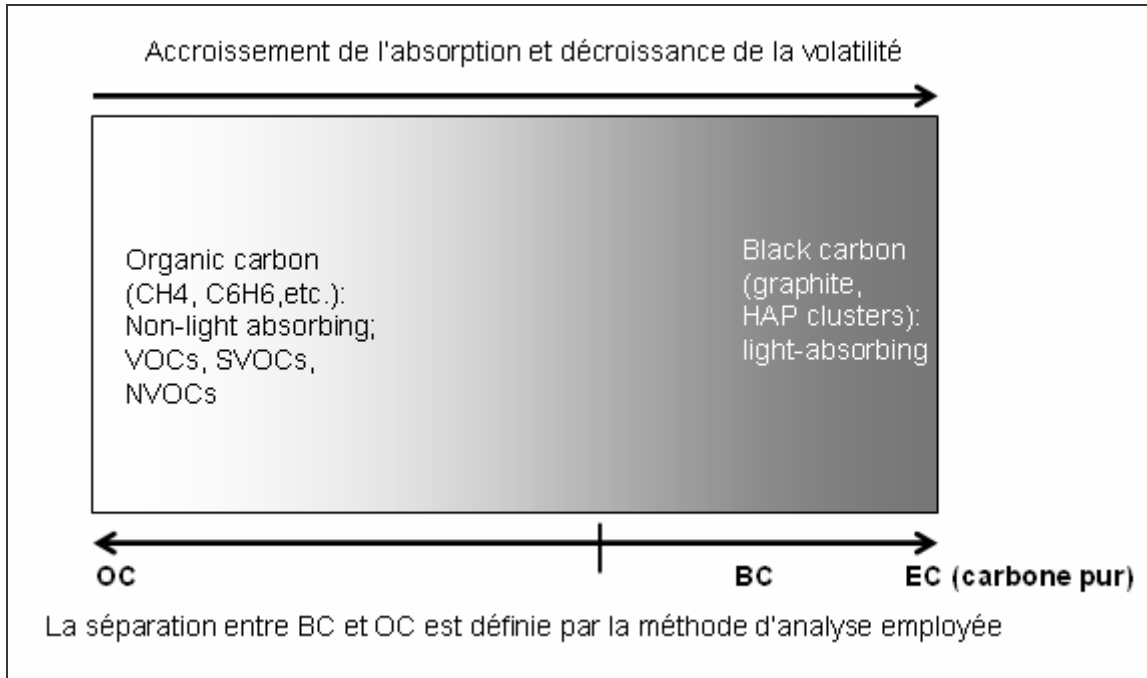 Accroissement de l'absorption et décroissance de la volatilité
Organic carbon
(CH4, C6H6,etc.):
Non-light absorbing;
VOCs, SVOCs,
NVOCs
Black carbon
(graphite,
HAP clusters):
light-absorbing
OC BC EC (carbone pur)
La séparation entre BC et OC est définie par la méthode d'analyse employée